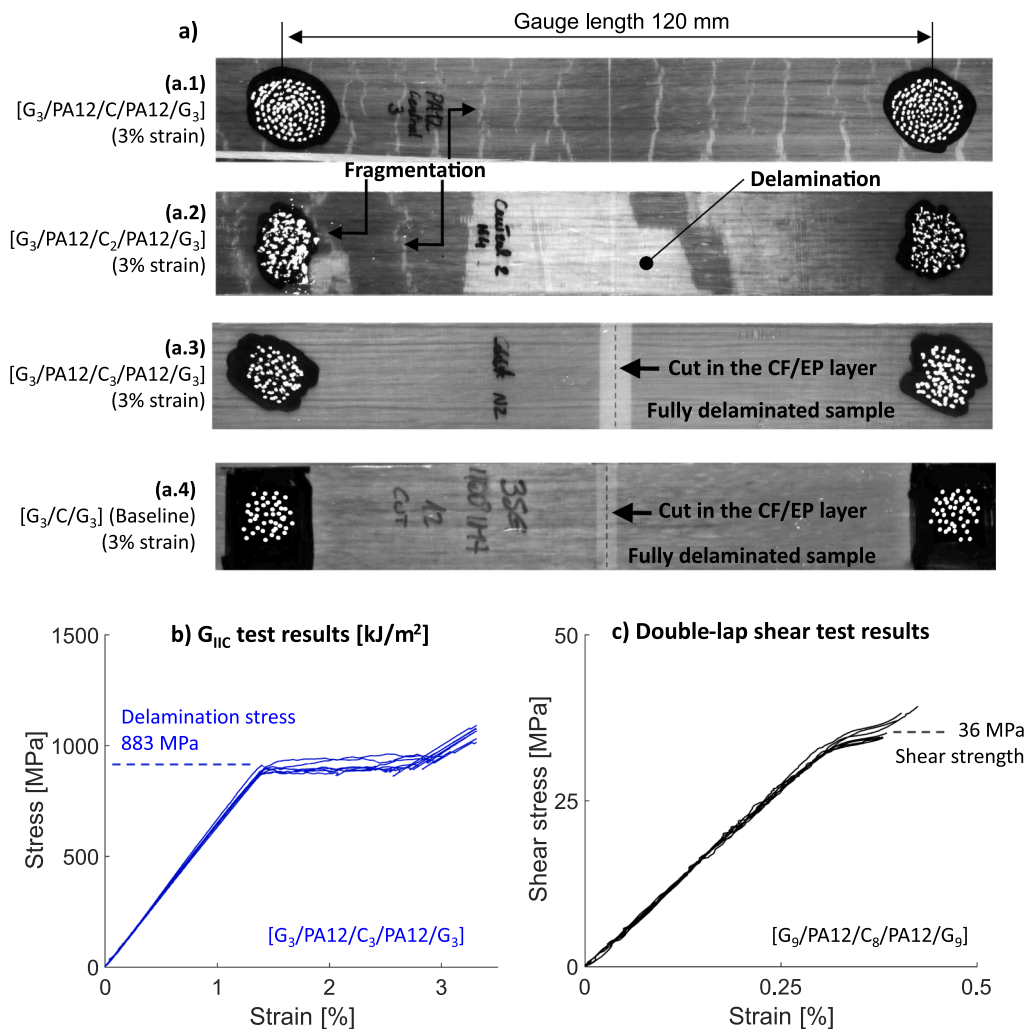 a)
Gauge length 120 mm
(a.1)
[G₃/PA12/C/PA12/G₃]
(3% strain)
PA12
Control
3
Fragmentation
(a.2)
[G₃/PA12/C₂/PA12/G₃]
(3% strain)
Delamination
(a.3)
[G₃/PA12/C₃/PA12/G₃]
(3% strain)
N2
Cut in the CF/EP layer
Fully delaminated sample
(a.4)
[G₃/C/G₃] (Baseline)
(3% strain)
Cut in the CF/EP layer
Fully delaminated sample
b) G_IIC test results [kJ/m²]
Stress [MPa]
1500
1000
500
0
Delamination stress
883 MPa
[G₃/PA12/C₃/PA12/G₃]
0
1
2
3
Strain [%]
c) Double-lap shear test results
Shear stress [MPa]
50
25
0
36 MPa
Shear strength
[G₉/PA12/C₈/PA12/G₉]
0
0.25
0.5
Strain [%]